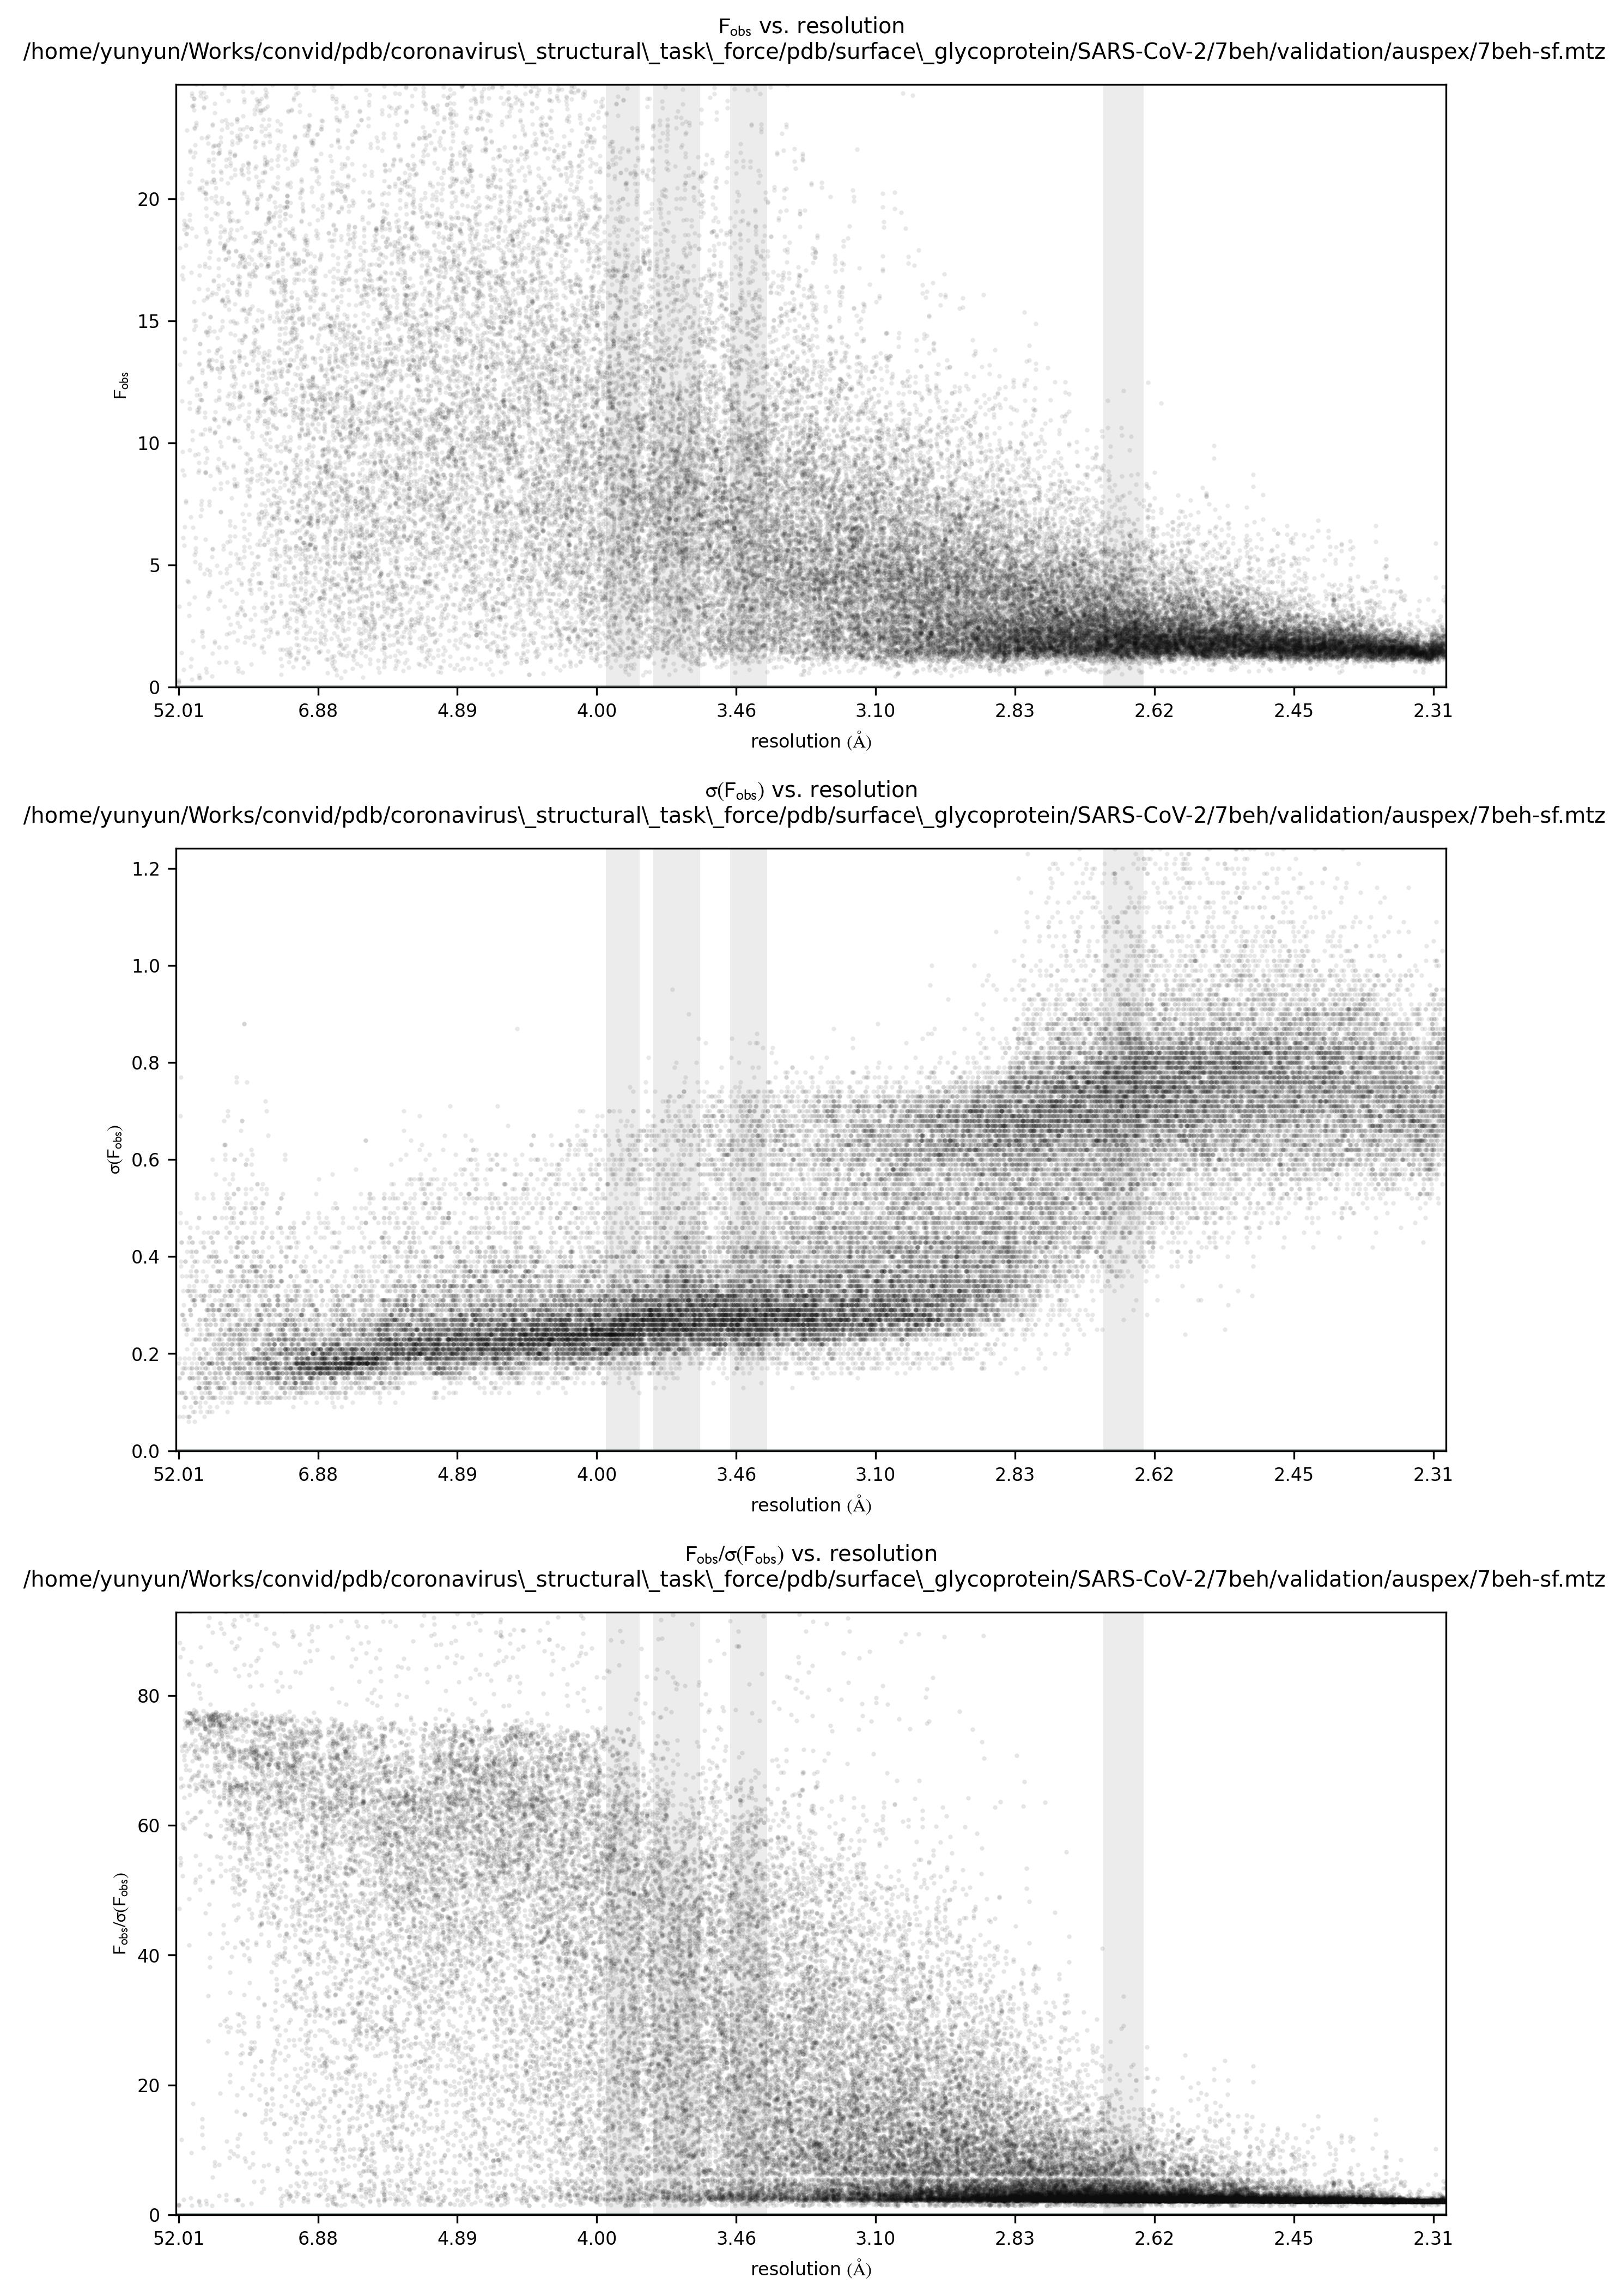 Fobs vs. resolution
/home/yunyun/Works/convid/pdb/coronavirus\_structural\_task\_force/pdb/surface\_glycoprotein/SARS-CoV-2/7beh/validation/auspex/7beh-sf.mtz
20
15
10
5
0
Fobs
52.01 6.88 4.89 4.00 3.46 3.10 2.83 2.62 2.45 2.31
resolution (Å)
σ(Fobs) vs. resolution
/home/yunyun/Works/convid/pdb/coronavirus\_structural\_task\_force/pdb/surface\_glycoprotein/SARS-CoV-2/7beh/validation/auspex/7beh-sf.mtz
1.2
1.0
0.8
0.6
0.4
0.2
0.0
σ(Fobs)
52.01 6.88 4.89 4.00 3.46 3.10 2.83 2.62 2.45 2.31
resolution (Å)
Fobs/σ(Fobs) vs. resolution
/home/yunyun/Works/convid/pdb/coronavirus\_structural\_task\_force/pdb/surface\_glycoprotein/SARS-CoV-2/7beh/validation/auspex/7beh-sf.mtz
80
60
40
20
0
Fobs/σ(Fobs)
52.01 6.88 4.89 4.00 3.46 3.10 2.83 2.62 2.45 2.31
resolution (Å)